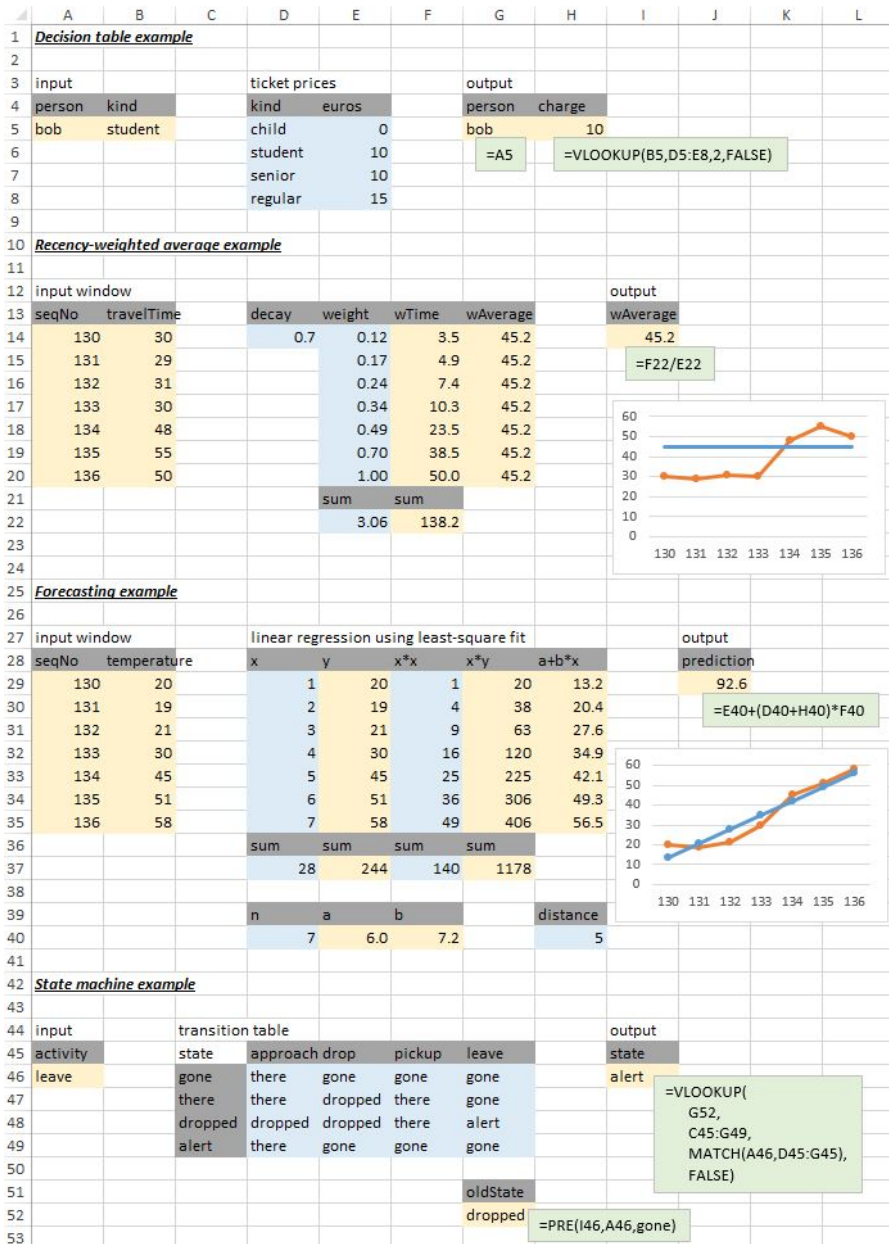 A B C D E F G H I J K L
1 Decision table example
2
3 input ticket prices output
4 person kind kind euros person charge
5 bob student child 0 bob 10
6 student 10 =A5 =VLOOKUP(B5,D5:E8,2,FALSE)
7 senior 10
8 regular 15
9
10 Recency-weighted average example
11
12 input window output
13 seqNo travelTime decay weight wTime wAverage wAverage
14 130 30 0.7 0.12 3.5 45.2 45.2
15 131 29 0.17 4.9 45.2 =F22/E22
16 132 31 0.24 7.4 45.2
17 133 30 0.34 10.3 45.2
18 134 48 0.49 23.5 45.2
19 135 55 0.70 38.5 45.2
20 136 50 1.00 50.0 45.2
21 sum sum
22 3.06 138.2
23
24
60
50
40
30
20
10
0
130 131 132 133 134 135 136
25 Forecasting example
26
27 input window linear regression using least-square fit output
28 seqNo temperature x y x*x x*y a+b*x prediction
29 130 20 1 20 1 20 13.2 92.6
30 131 19 2 19 4 38 20.4 =E40+(D40+H40)*F40
31 132 21 3 21 9 63 27.6
32 133 30 4 30 16 120 34.9
33 134 45 5 45 25 225 42.1
34 135 51 6 51 36 306 49.3
35 136 58 7 58 49 406 56.5
36 sum sum sum sum
37 28 244 140 1178
38
39 n a b distance
40 7 6.0 7.2 5
41
60
50
40
30
20
10
0
130 131 132 133 134 135 136
42 State machine example
43
44 input transition table output
45 activity state approach drop pickup leave state
46 leave gone there gone gone gone alert
47 there there dropped there gone
48 dropped dropped dropped there alert
49 alert there gone gone gone
50
51 oldState
52 dropped =PRE(I46,A46,gone)
53
=VLOOKUP(
G52,
C45:G49,
MATCH(A46,D45:G45),
FALSE)